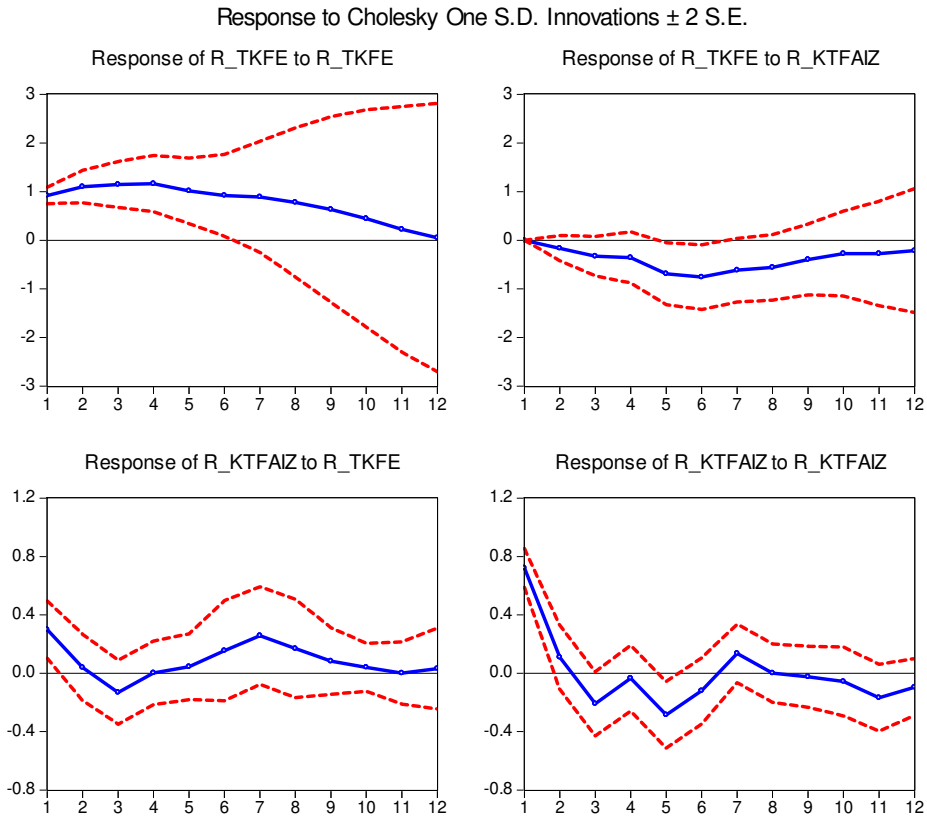 Response to Cholesky One S.D. Innovations ± 2 S.E.
Response of R_TKFE to R_TKFE
3
2
1
0
-1
-2
-3
1 2 3 4 5 6 7 8 9 10 11 12
Response of R_TKFE to R_KTFAIZ
3
2
1
0
-1
-2
-3
1 2 3 4 5 6 7 8 9 10 11 12
Response of R_KTFAIZ to R_TKFE
1.2
0.8
0.4
0.0
-0.4
-0.8
1 2 3 4 5 6 7 8 9 10 11 12
Response of R_KTFAIZ to R_KTFAIZ
1.2
0.8
0.4
0.0
-0.4
-0.8
1 2 3 4 5 6 7 8 9 10 11 12